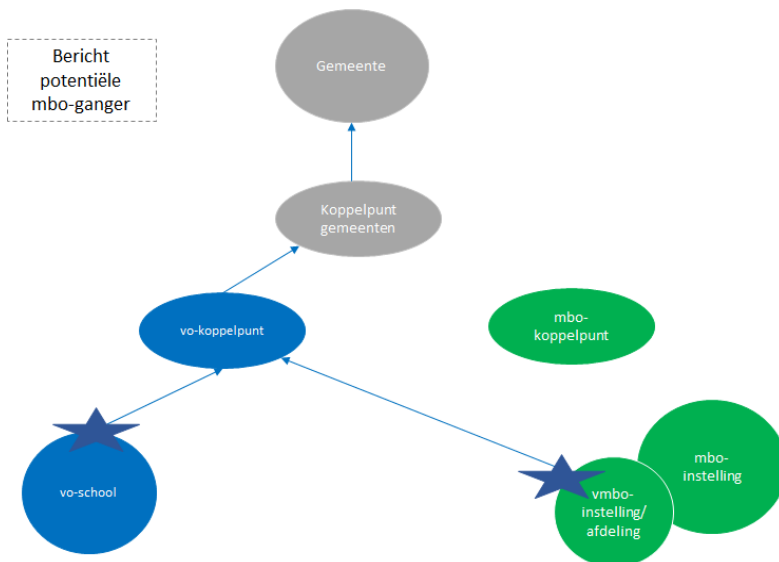 Bericht
potentiële
mbo-ganger
Gemeente
Koppelpunt
gemeenten
vo-koppelpunt
mbo-
koppelpunt
vo-school
mbo-
instelling
vmbo-
instelling/
afdeling